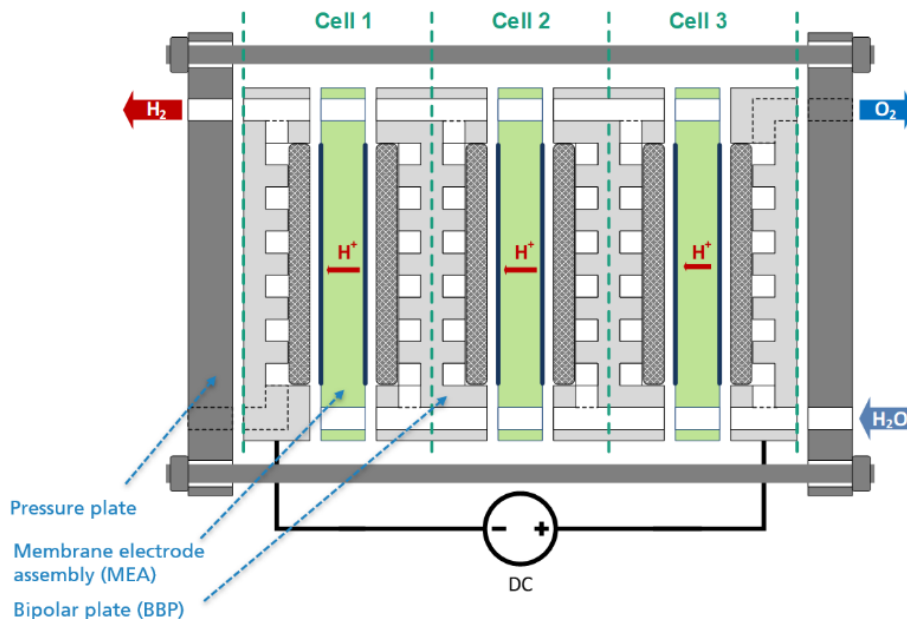 Cell 1
Cell 2
Cell 3
H₂
O₂
H⁺
H⁺
H⁺
H₂O
Pressure plate
Membrane electrode
assembly (MEA)
Bipolar plate (BBP)
- +
DC